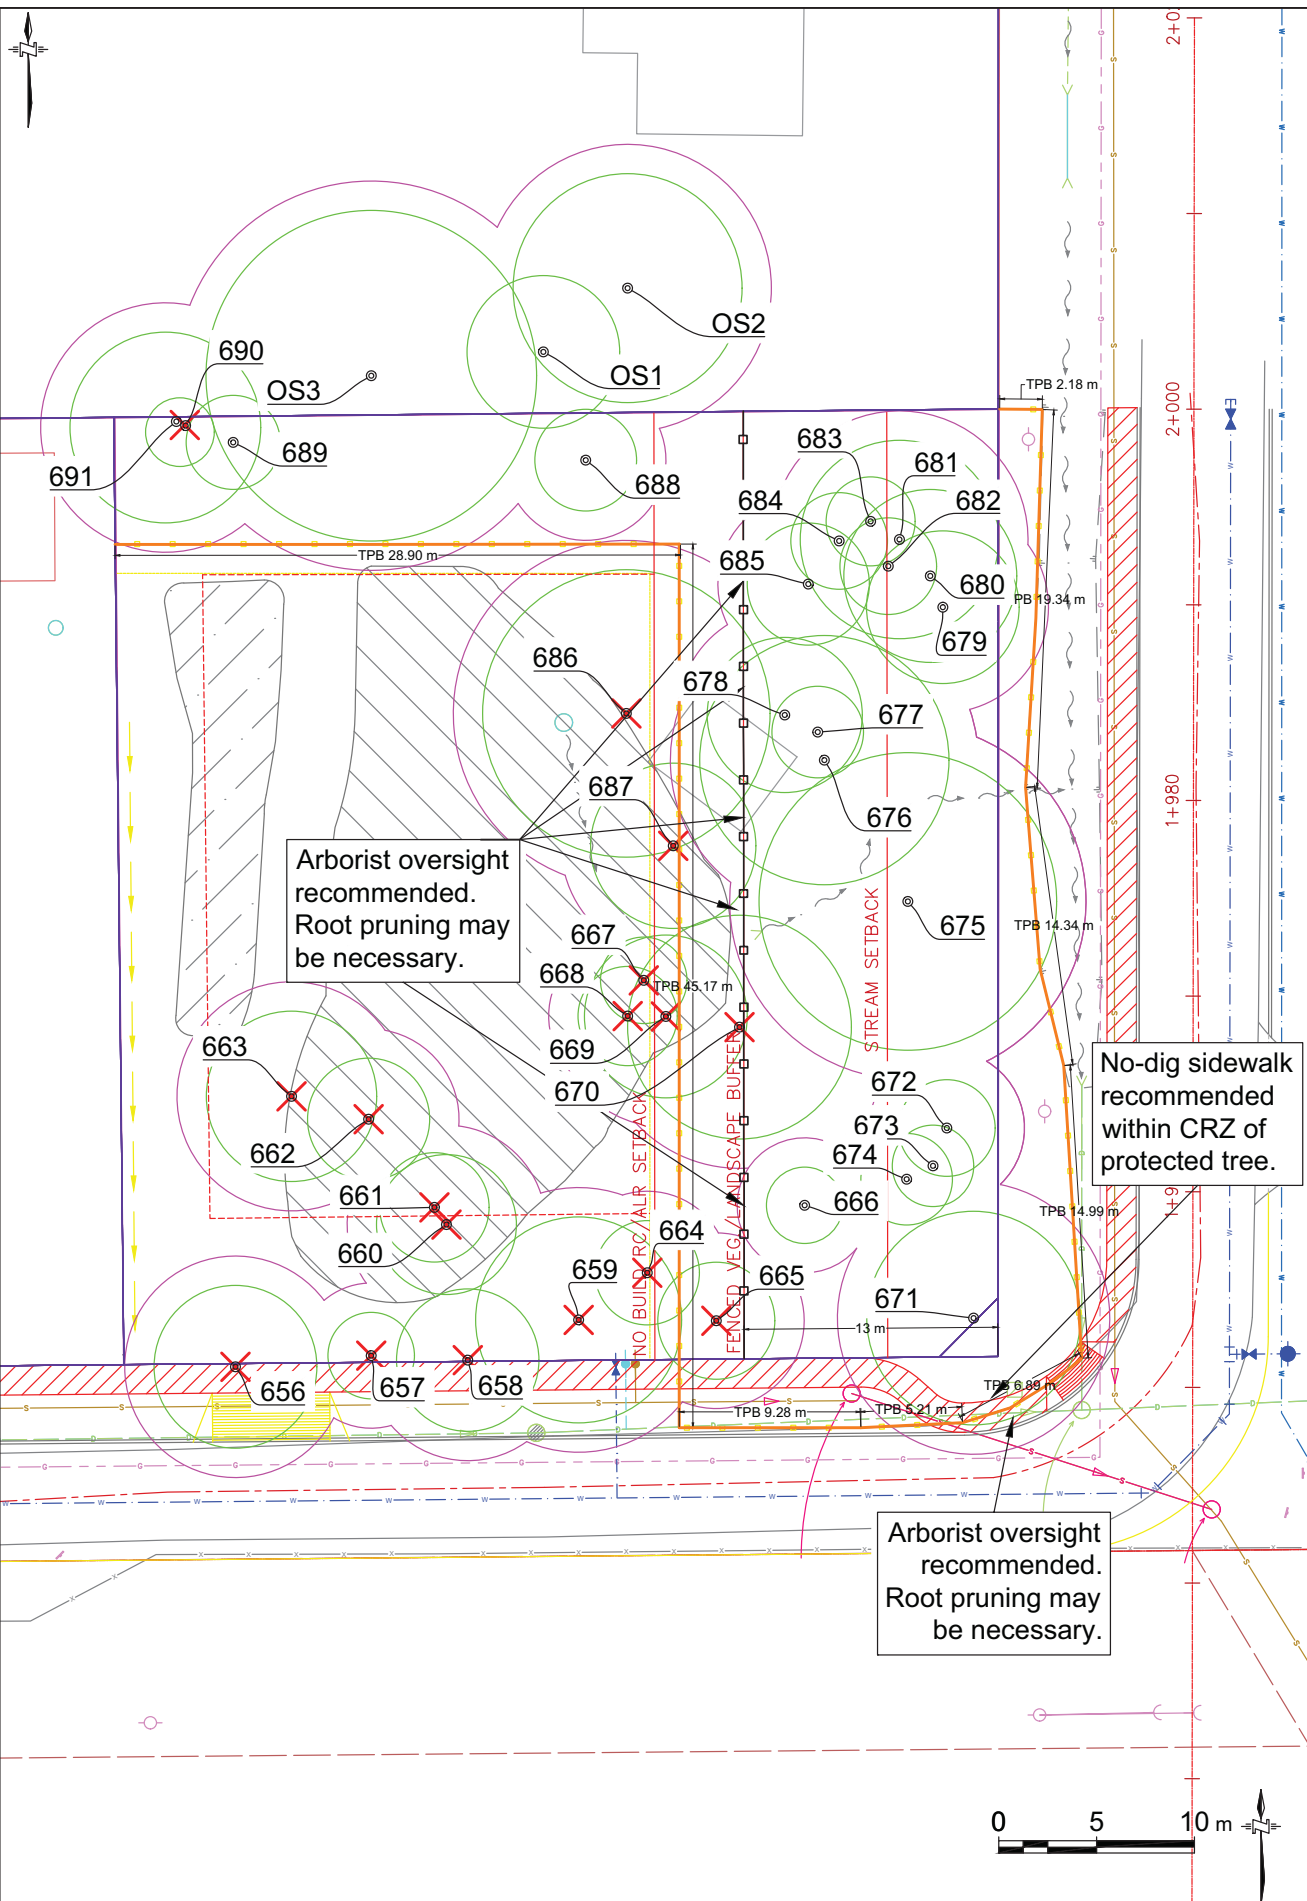 2+0
690
OS3
OS2
OS1
TPB 2.18 m
2+000
689
691
688
683
681
684
682
TPB 28.90 m
685
680
PB 19.34 m
679
686
678
677
687
1+980
676
Arborist oversight
recommended.
Root pruning may
be necessary.
STREAM SETBACK
675
TPB 14.34 m
667
668
TPB 45.17 m
669
663
670
672
No-dig sidewalk
recommended
within CRZ of
protected tree.
673
662
674
661
666
1+9
TPB 14.99 m
660
664
NO BUILD/RC/AIR SETBACK
FENCED VEG/LANDSCAPE BUFFER
659
665
671
13 m
656
657
658
TPB 6.89 m
TPB 9.28 m
TPB 5.21 m
Arborist oversight
recommended.
Root pruning may
be necessary.
0 5 10 m